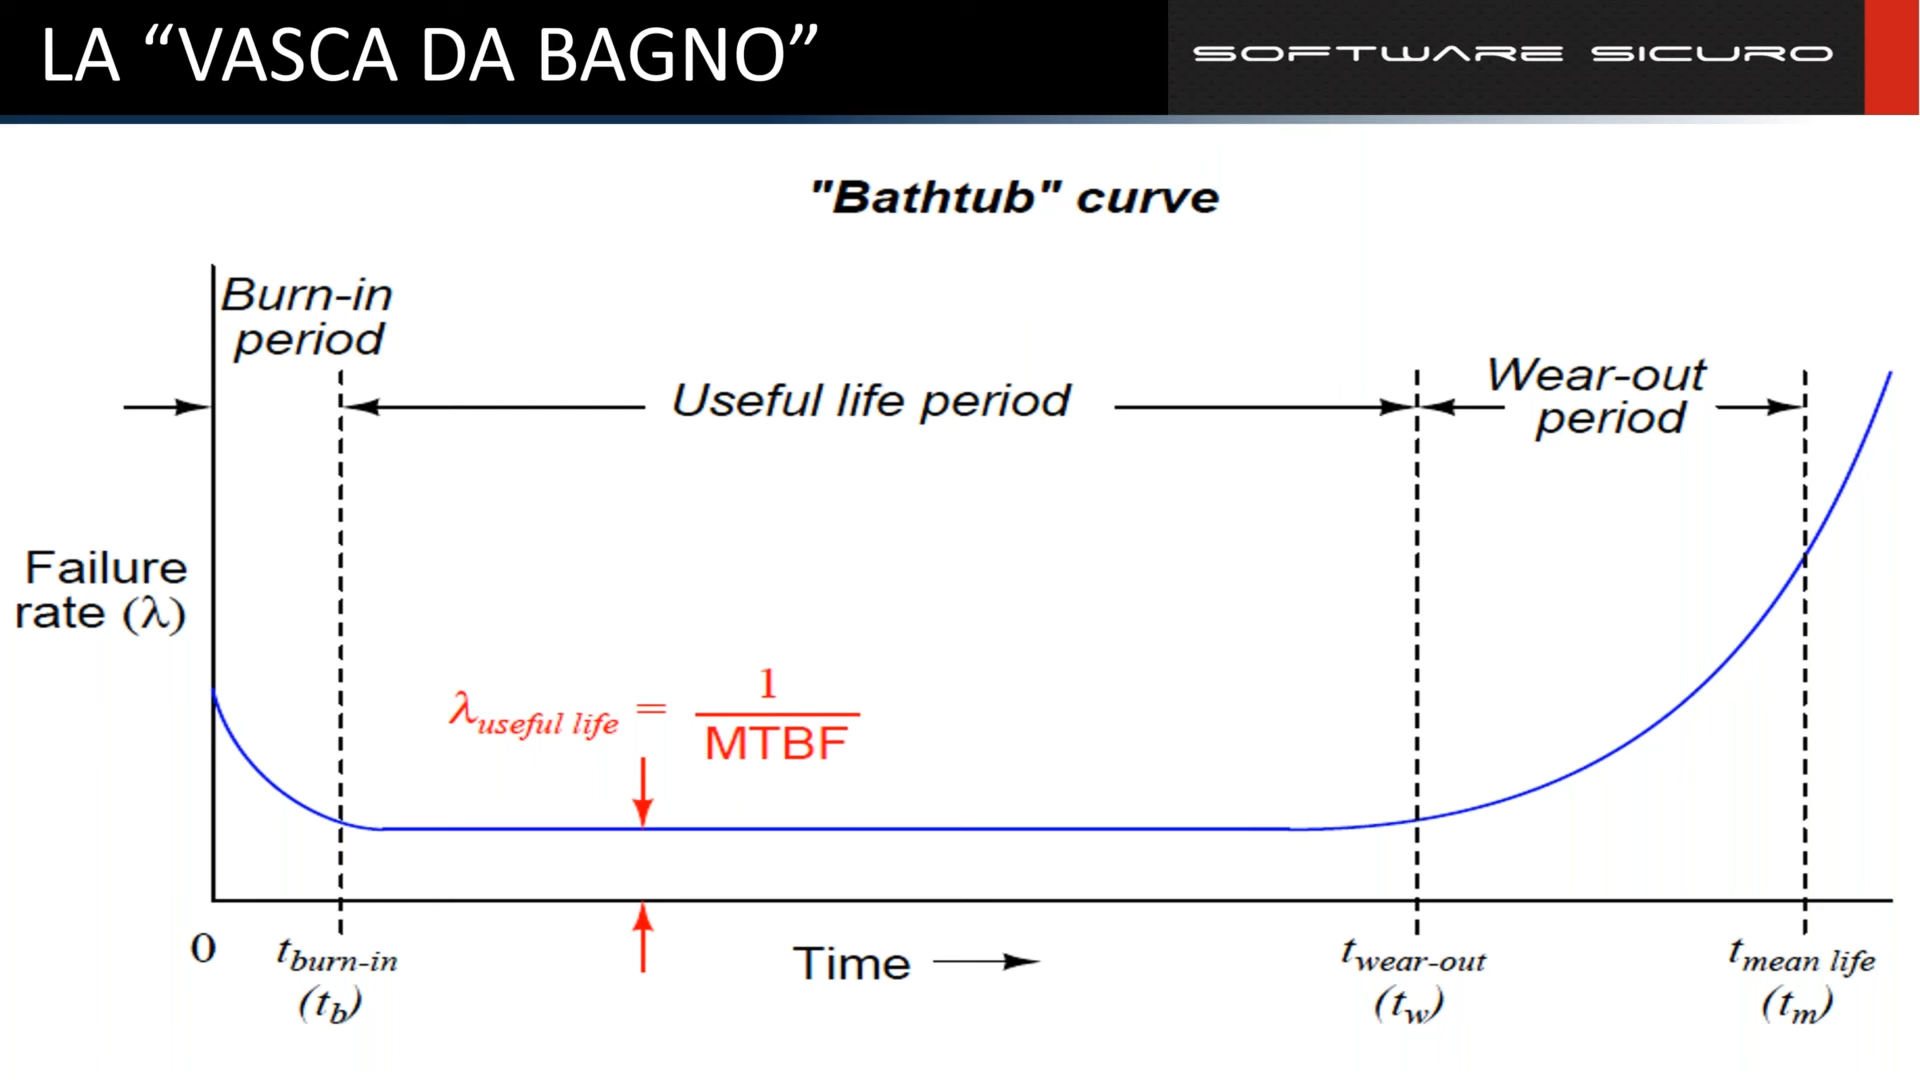 LA “VASCA DA BAGNO”
SOFTWARE SICURO
"Bathtub" curve
Burn-in
period
Useful life period
Wear-out
period
Failure
rate (λ)
λuseful life = 1
MTBF
0
tburn-in
(tb)
Time
twear-out
(tw)
tmean life
(tm)